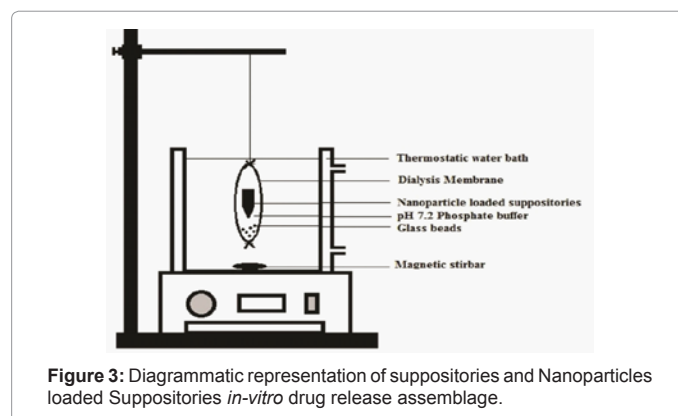 Thermostatic water bath
Dialysis Membrane
Nanoparticle loaded suppositories
pH 7.2 Phosphate buffer
Glass beads
Magnetic stirbar
Figure 3: Diagrammatic representation of suppositories and Nanoparticles
loaded Suppositories in-vitro drug release assemblage.